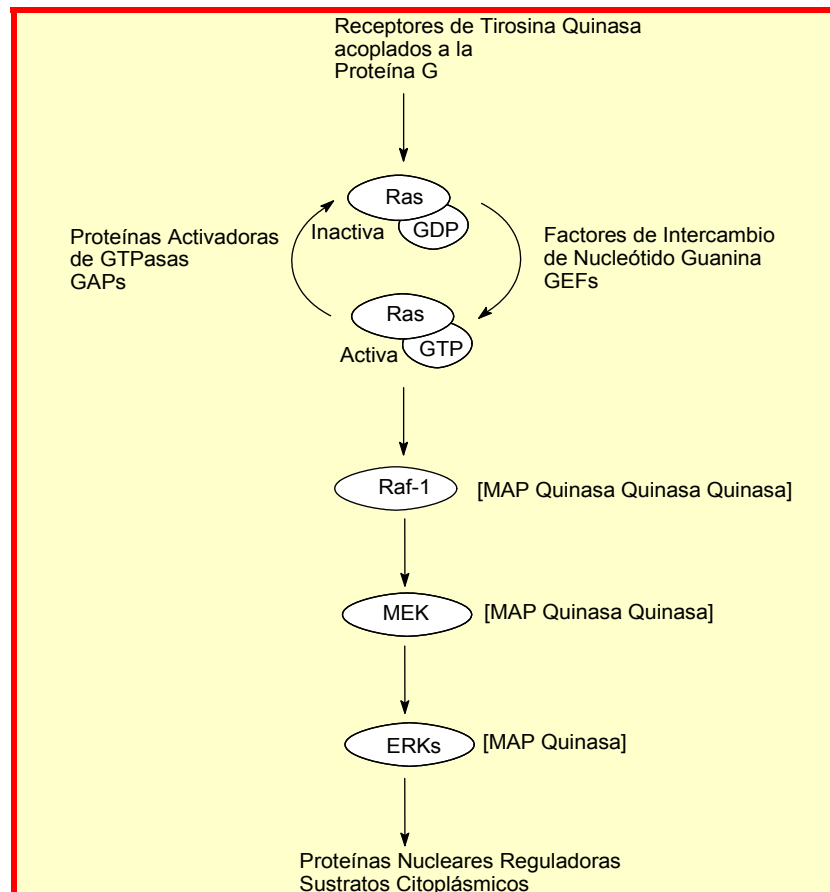 Receptores de Tirosina Quinasa
acoplados a la
Proteína G
Ras
Inactiva
GDP
Proteínas Activadoras
de GTPasas
GAPs
Factores de Intercambio
de Nucleótido Guanina
GEFs
Ras
Activa
GTP
Raf-1
[MAP Quinasa Quinasa Quinasa]
MEK
[MAP Quinasa Quinasa]
ERKs
[MAP Quinasa]
Proteínas Nucleares Reguladoras
Sustratos Citoplásmicos